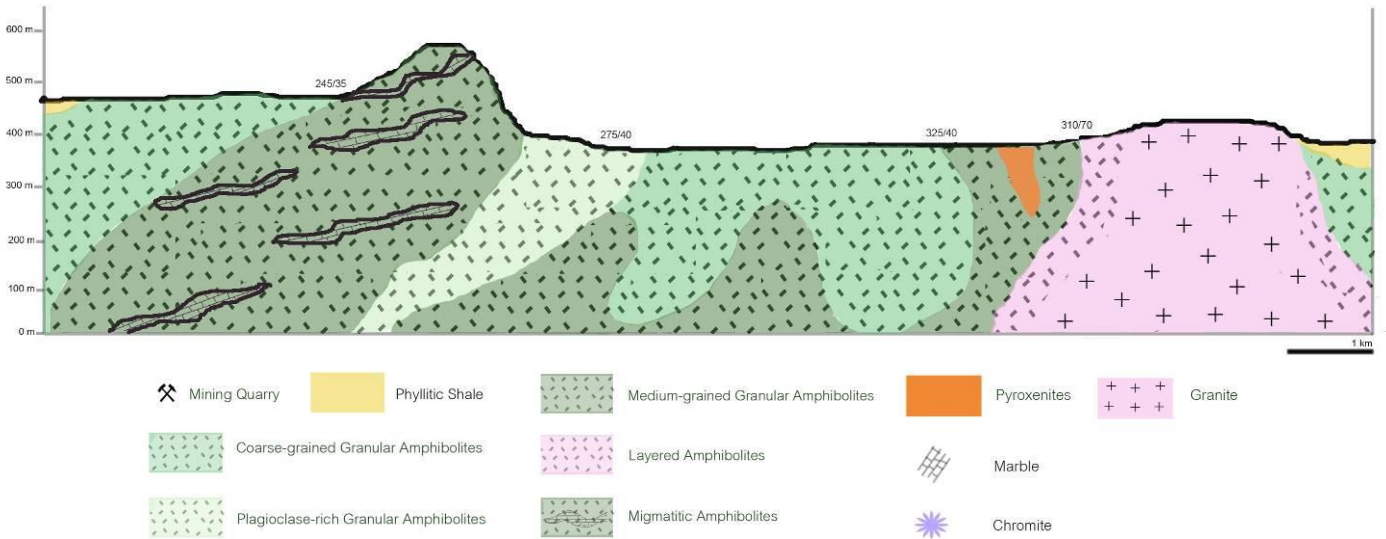 600 m
500 m
400 m
300 m
200 m
100 m
0 m
245/35
275/40
325/40
310/70
1 km
Mining Quarry
Phyllitic Shale
Medium-grained Granular Amphibolites
Pyroxenites
Granite
Coarse-grained Granular Amphibolites
Layered Amphibolites
Marble
Plagioclase-rich Granular Amphibolites
Migmatitic Amphibolites
Chromite